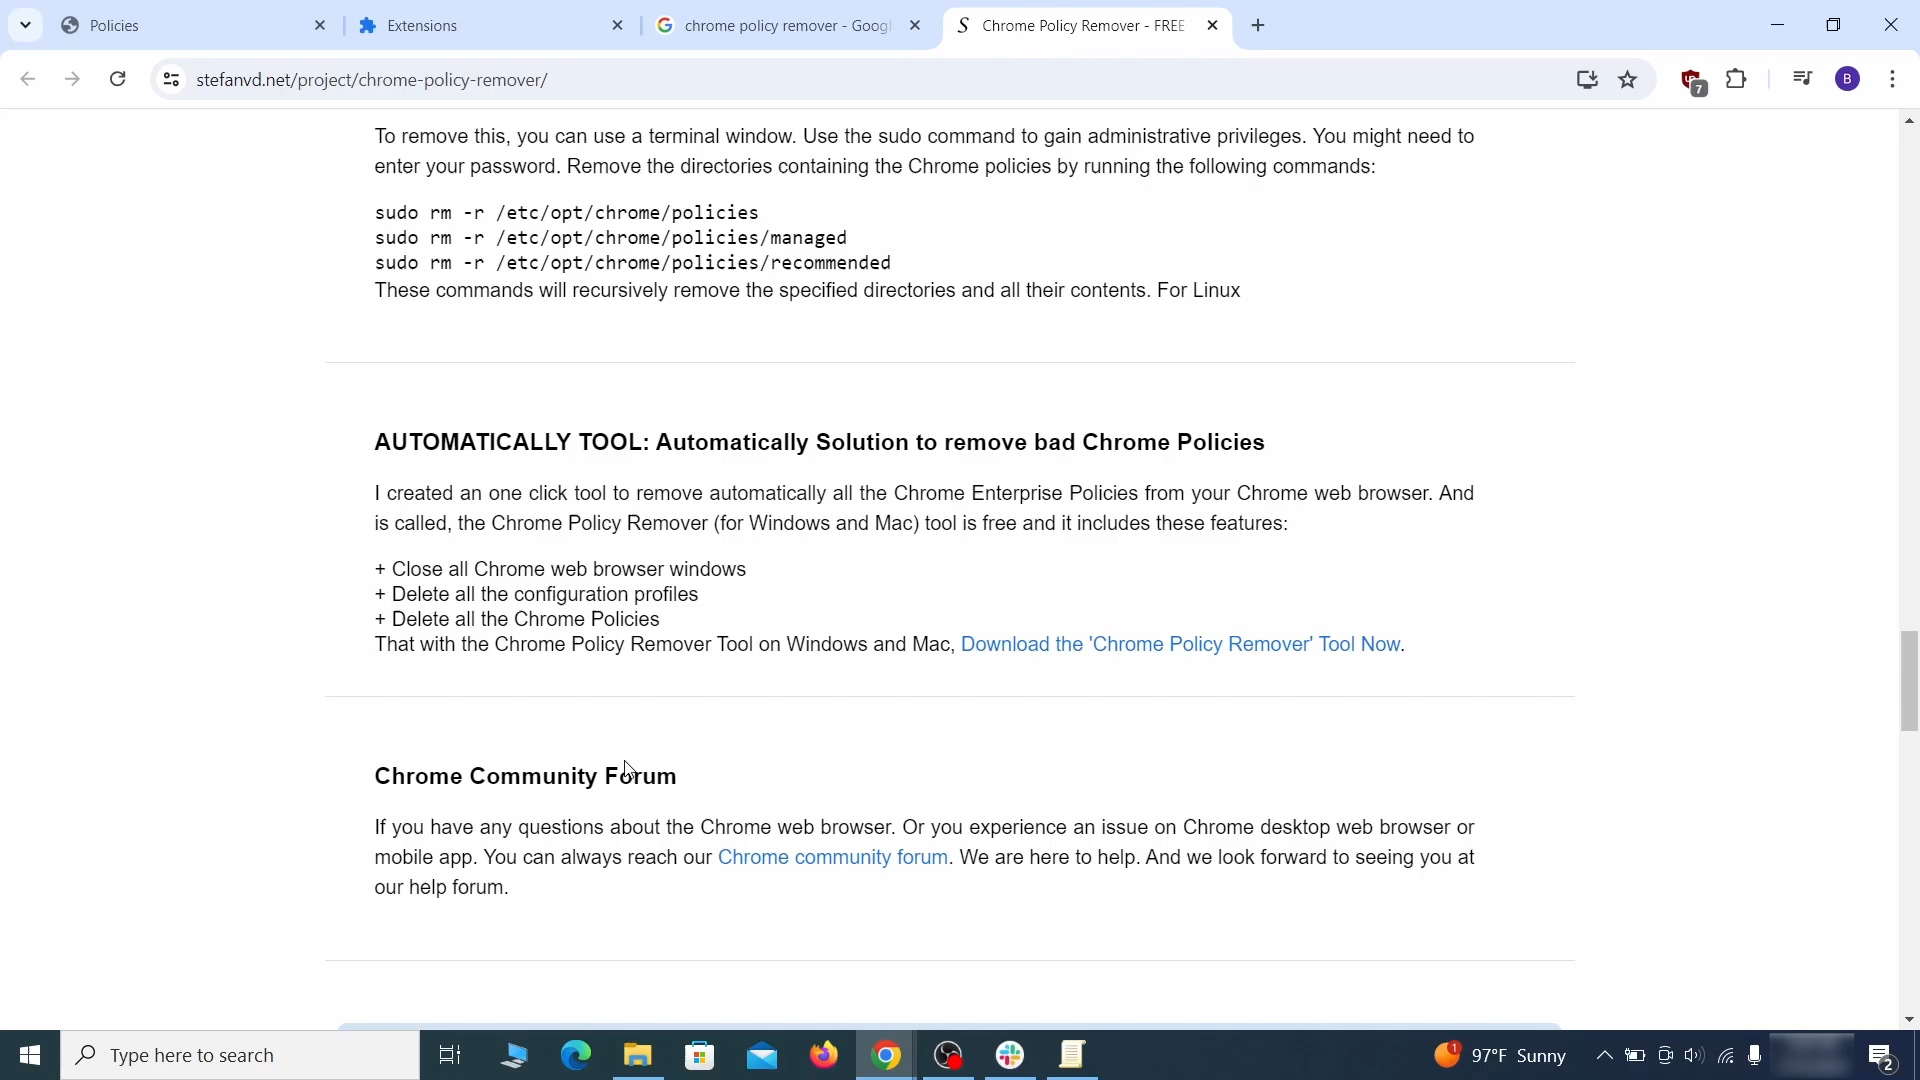 Policies
Extensions
chrome policy remover - Googl
Chrome Policy Remover - FREE
stefanvd.net/project/chrome-policy-remover/
7
B
To remove this, you can use a terminal window. Use the sudo command to gain administrative privileges. You might need to
enter your password. Remove the directories containing the Chrome policies by running the following commands:
sudo rm -r /etc/opt/chrome/policies
sudo rm -r /etc/opt/chrome/policies/managed
sudo rm -r /etc/opt/chrome/policies/recommended
These commands will recursively remove the specified directories and all their contents. For Linux
AUTOMATICALLY TOOL: Automatically Solution to remove bad Chrome Policies
I created an one click tool to remove automatically all the Chrome Enterprise Policies from your Chrome web browser. And
is called, the Chrome Policy Remover (for Windows and Mac) tool is free and it includes these features:
+ Close all Chrome web browser windows
+ Delete all the configuration profiles
+ Delete all the Chrome Policies
That with the Chrome Policy Remover Tool on Windows and Mac, Download the 'Chrome Policy Remover' Tool Now.
Chrome Community Forum
If you have any questions about the Chrome web browser. Or you experience an issue on Chrome desktop web browser or
mobile app. You can always reach our Chrome community forum. We are here to help. And we look forward to seeing you at
our help forum.
Type here to search
1
97°F Sunny
2